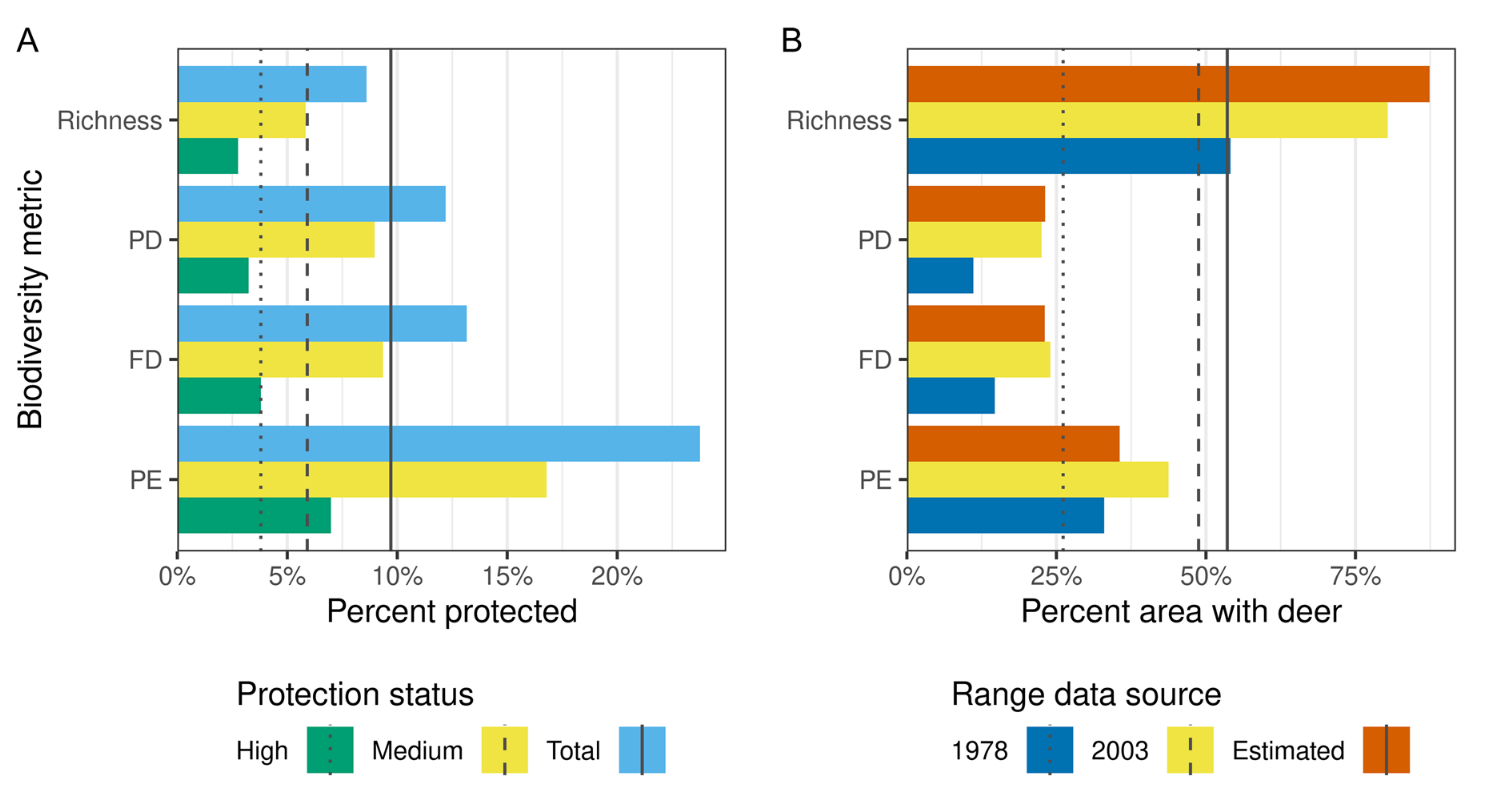 A
Biodiversity metric
Richness
PD
FD
PE
0% 5% 10% 15% 20%
Percent protected
Protection status
High Medium Total
B
Richness
PD
FD
PE
0% 25% 50% 75%
Percent area with deer
Range data source
1978 2003 Estimated